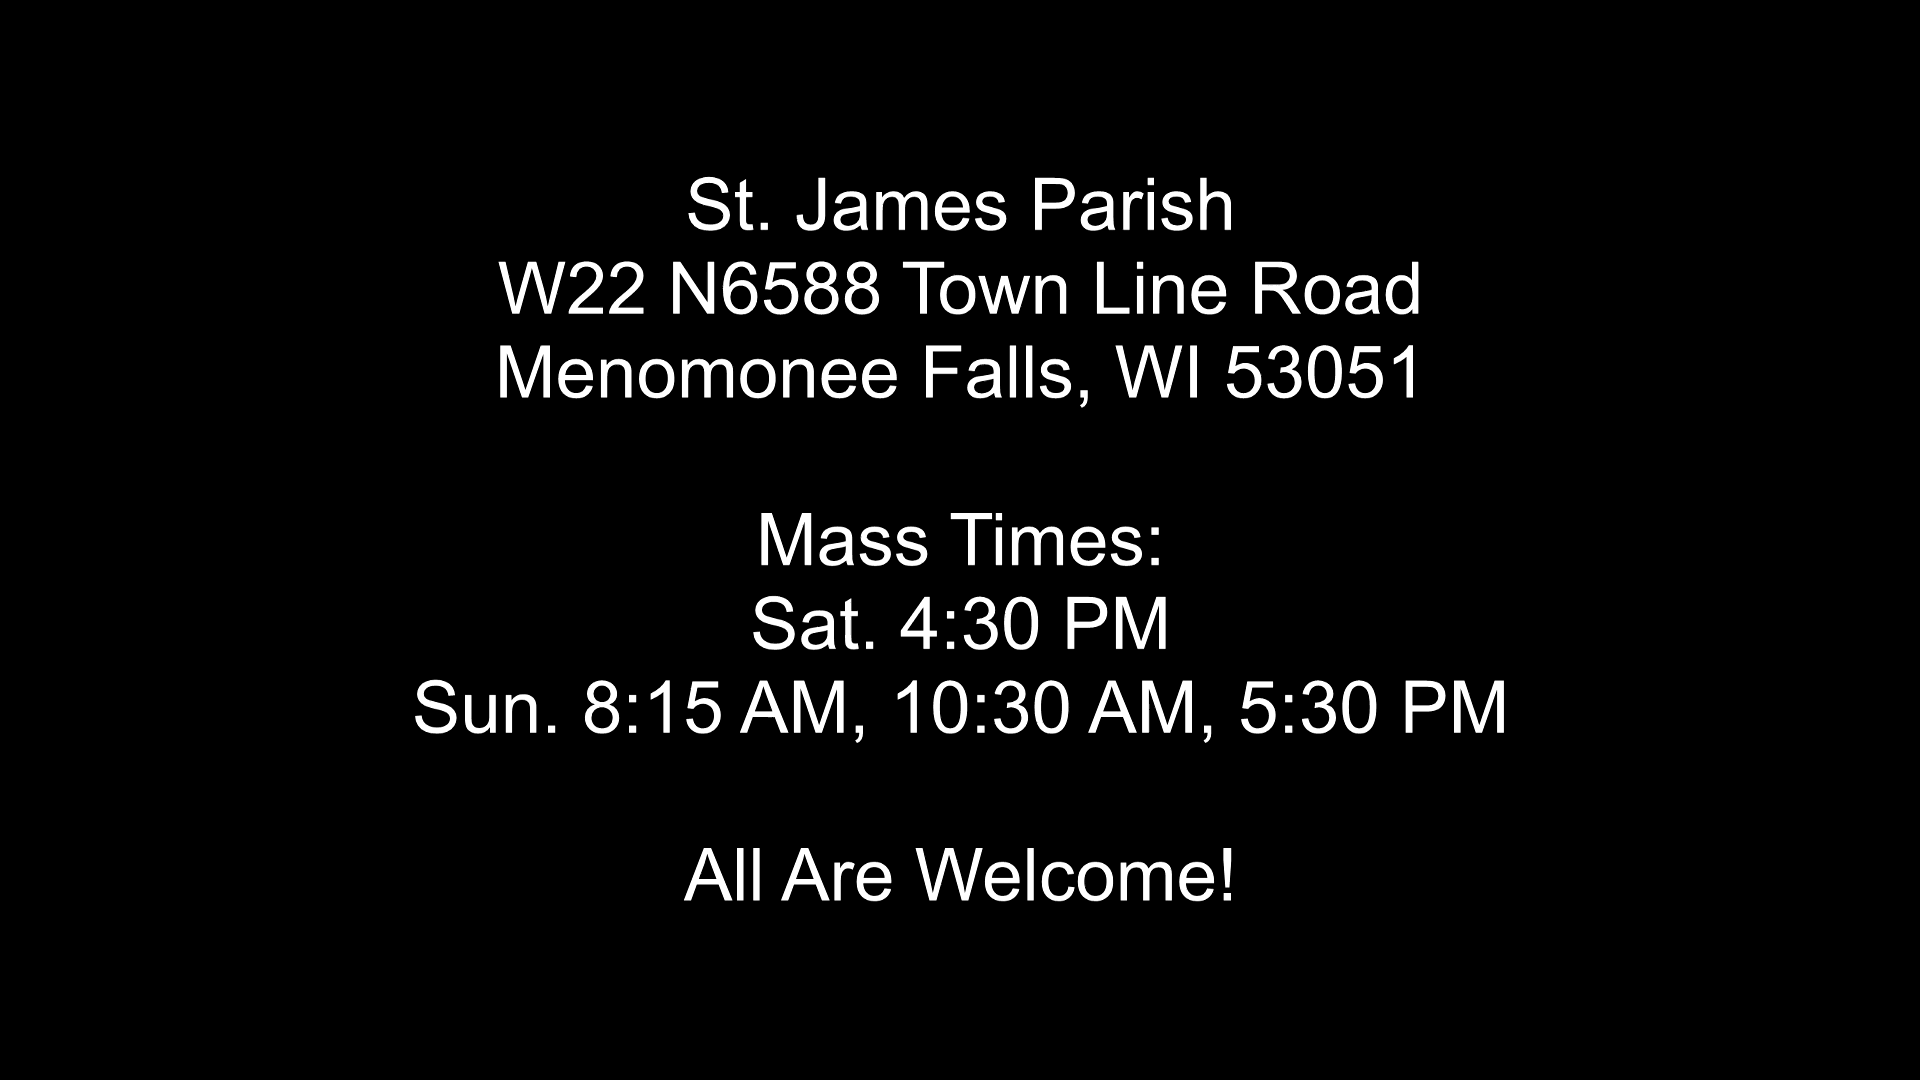 St. James Parish
W22 N6588 Town Line Road
Menomonee Falls, WI 53051
Mass Times:
Sat. 4:30 PM
Sun. 8:15 AM, 10:30 AM, 5:30 PM
All Are Welcome!